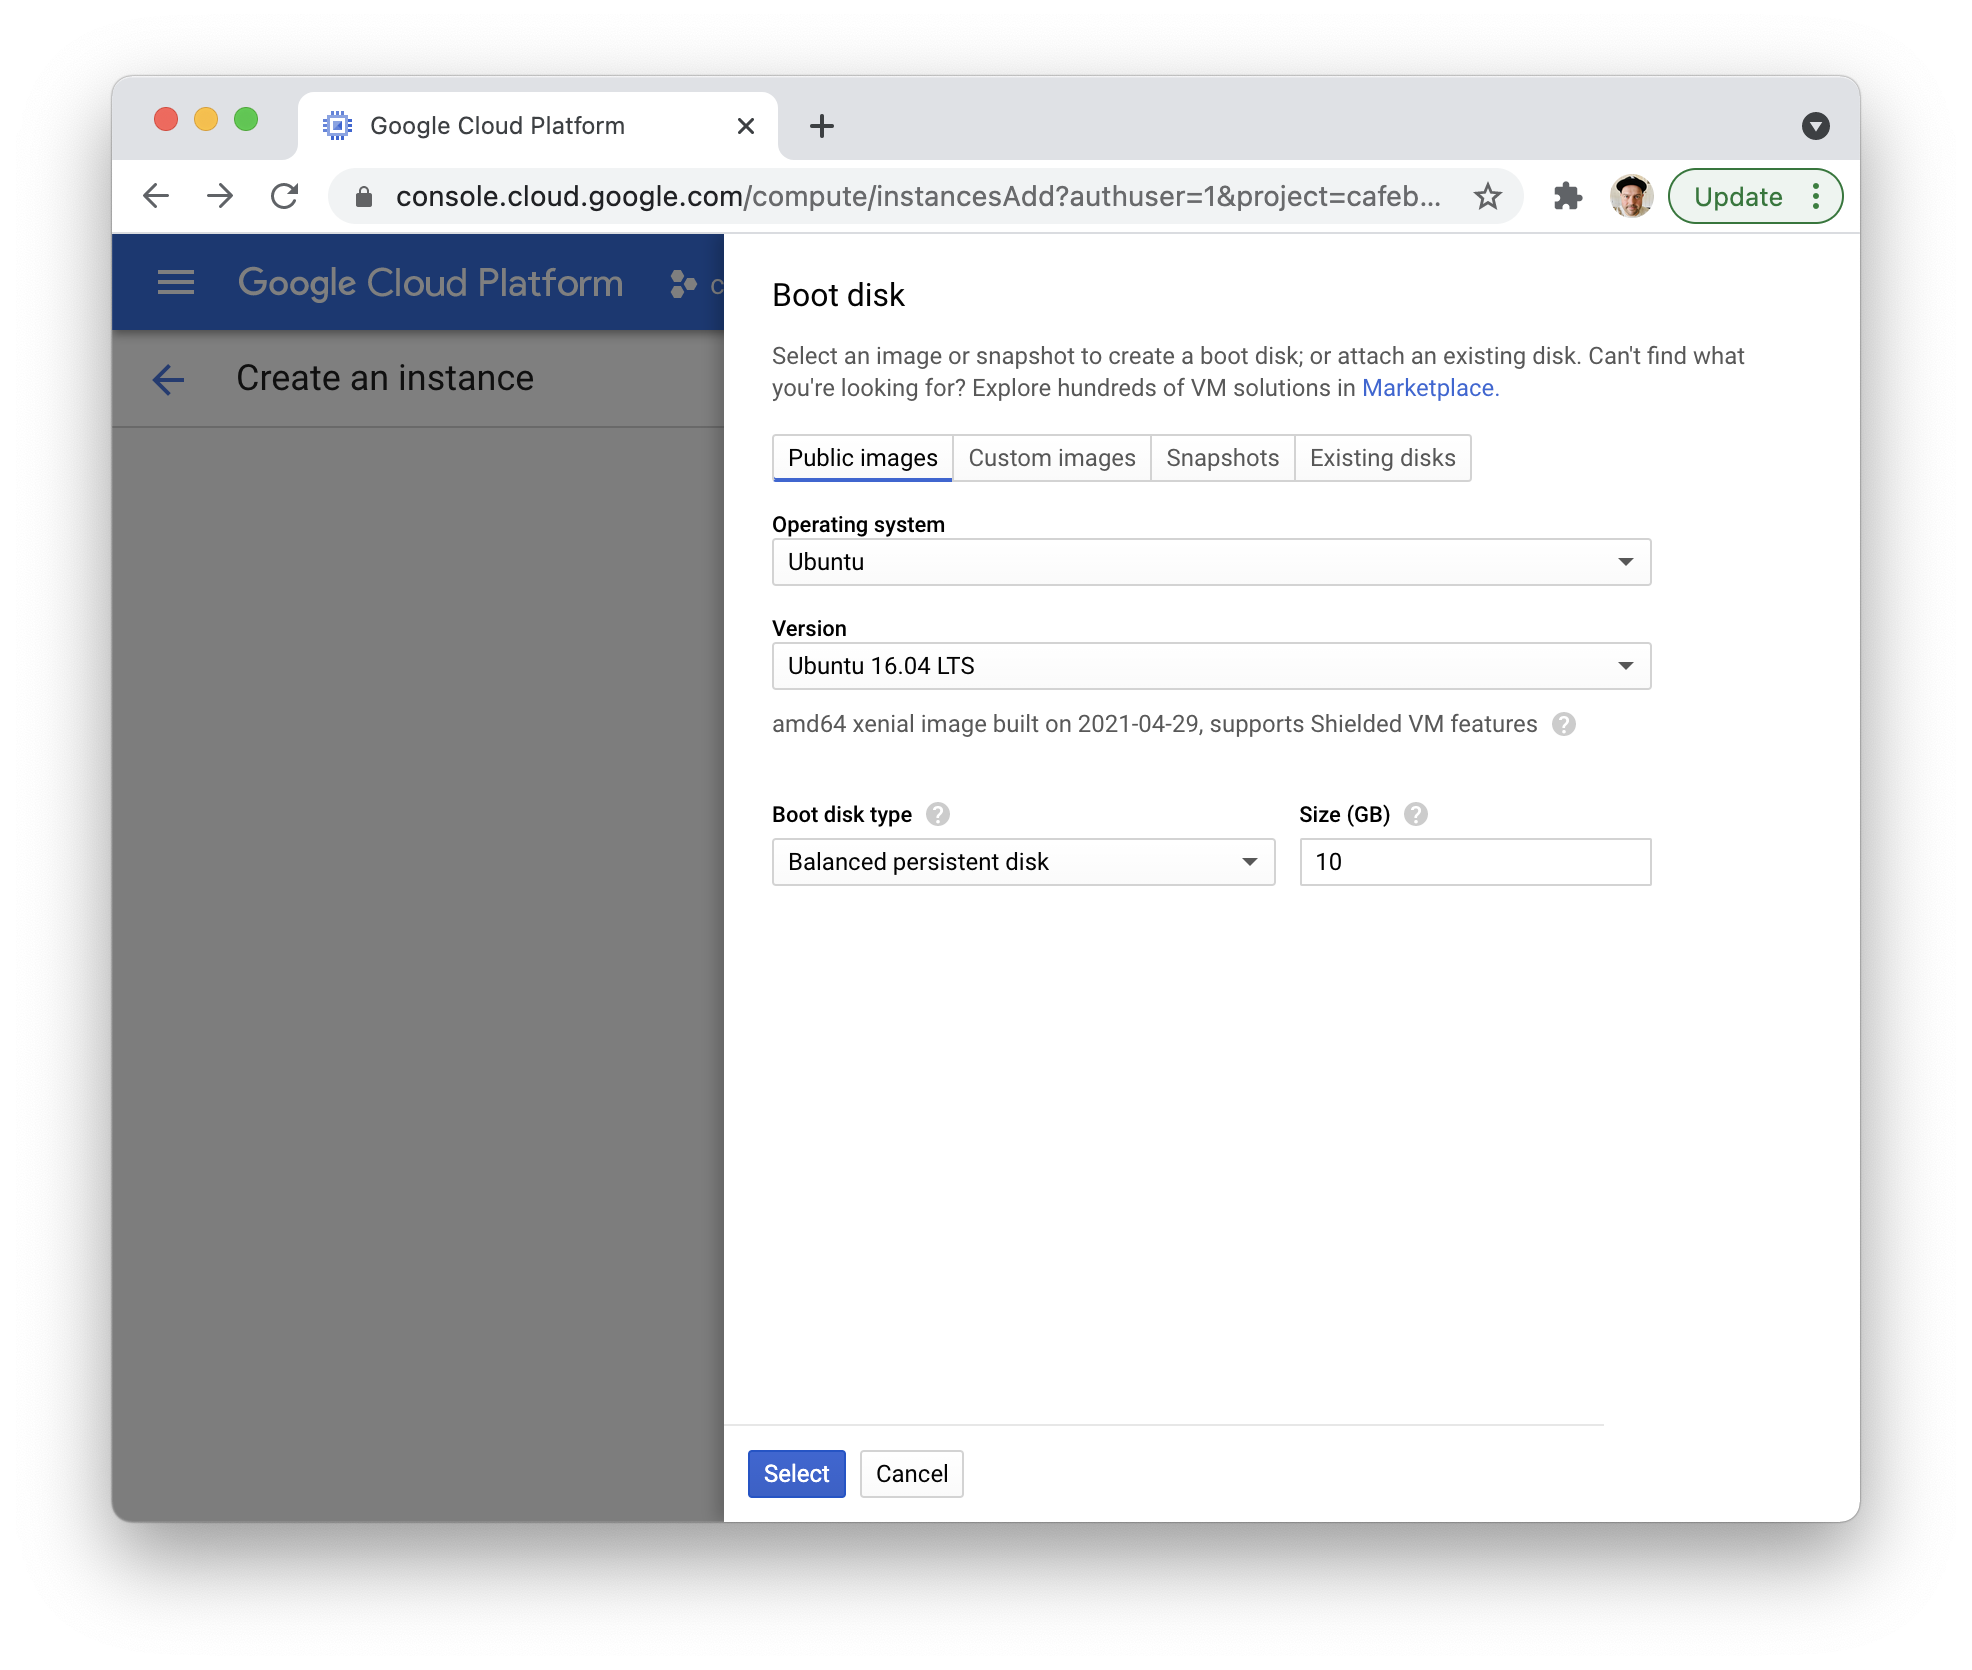 Google Cloud Platform
console.cloud.google.com/compute/instancesAdd?authuser=1&project=cafeb...
Update
Google Cloud Platform
c
Create an instance
Boot disk
Select an image or snapshot to create a boot disk; or attach an existing disk. Can't find what
you're looking for? Explore hundreds of VM solutions in Marketplace.
Public images Custom images Snapshots Existing disks
Operating system
Ubuntu
Version
Ubuntu 16.04 LTS
amd64 xenial image built on 2021-04-29, supports Shielded VM features ?
Boot disk type ? Size (GB) ?
Balanced persistent disk 10
Select Cancel